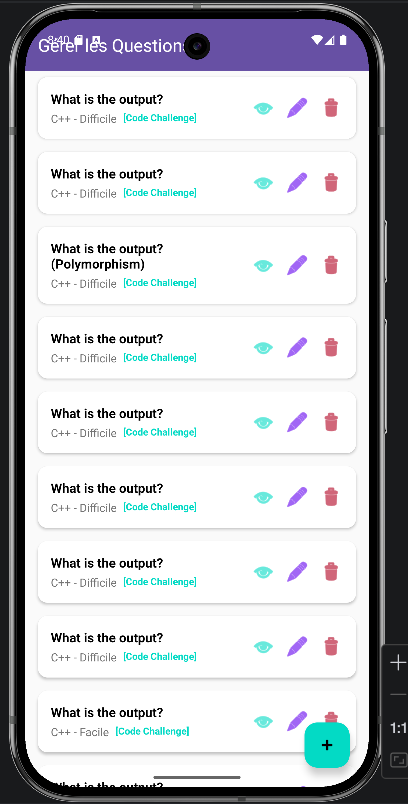 8:40
Gérer les Questions
What is the output?
C++ - Difficile [Code Challenge]
What is the output?
C++ - Difficile [Code Challenge]
What is the output?
(Polymorphism)
C++ - Difficile [Code Challenge]
What is the output?
C++ - Difficile [Code Challenge]
What is the output?
C++ - Difficile [Code Challenge]
What is the output?
C++ - Difficile [Code Challenge]
What is the output?
C++ - Difficile [Code Challenge]
What is the output?
C++ - Difficile [Code Challenge]
What is the output?
C++ - Facile [Code Challenge]
+
What is the output?
1:1